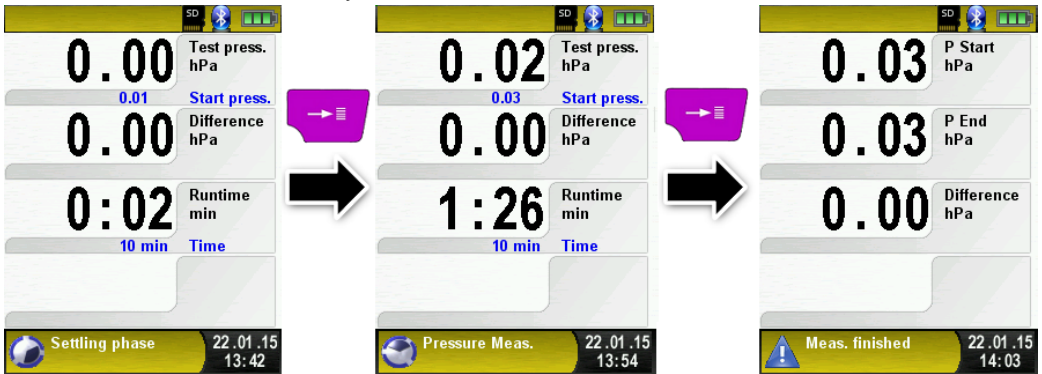 SD
0.00 Test press.
hPa
0.01 Start press.
0.00 Difference
hPa
0:02 Runtime
min
10 min Time
Settling phase 22.01.15
13:42
SD
0.02 Test press.
hPa
0.03 Start press.
0.00 Difference
hPa
1:26 Runtime
min
10 min Time
Pressure Meas. 22.01.15
13:54
SD
0.03 P Start
hPa
0.03 P End
hPa
0.00 Difference
hPa
Meas. finished 22.01.15
14:03